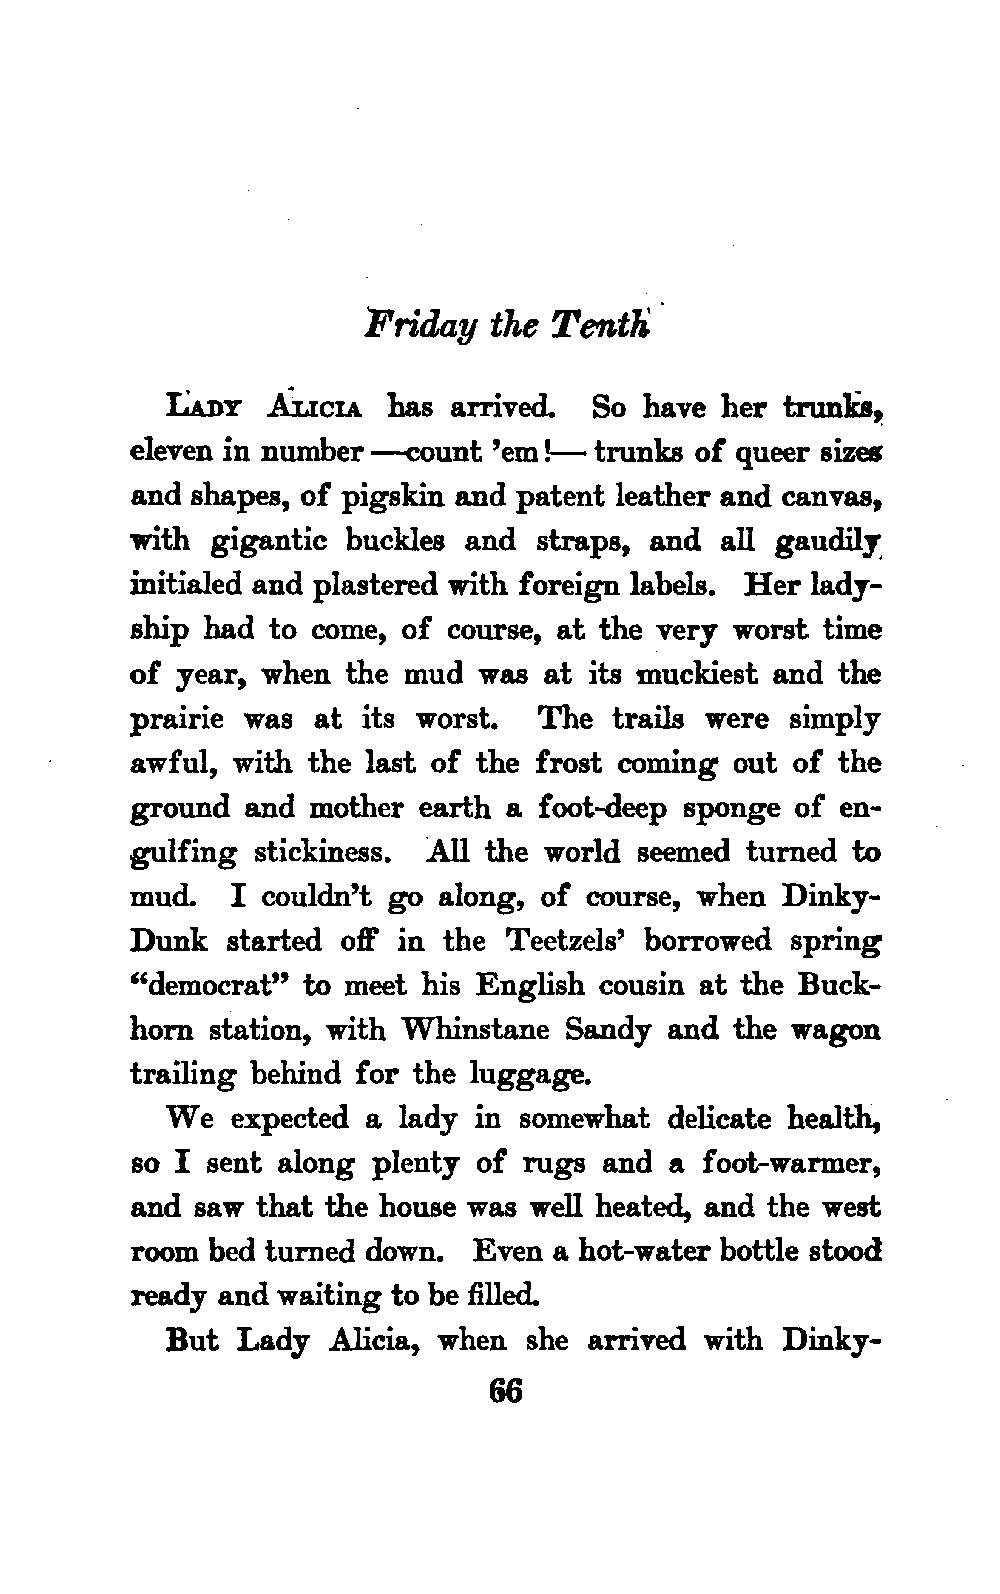 Friday the Tenth
LADY ALICIA has arrived. So have her trunks,
eleven in number—count 'em!—trunks of queer sizes
and shapes, of pigskin and patent leather and canvas,
with gigantic buckles and straps, and all gaudily
initialed and plastered with foreign labels. Her lady-
ship had to come, of course, at the very worst time
of year, when the mud was at its muckiest and the
prairie was at its worst. The trails were simply
awful, with the last of the frost coming out of the
ground and mother earth a foot-deep sponge of en-
gulfing stickiness. All the world seemed turned to
mud. I couldn't go along, of course, when Dinky-
Dunk started off in the Teetzels' borrowed spring
“democrat” to meet his English cousin at the Buck-
horn station, with Whinstane Sandy and the wagon
trailing behind for the luggage.
We expected a lady in somewhat delicate health,
so I sent along plenty of rugs and a foot-warmer,
and saw that the house was well heated, and the west
room bed turned down. Even a hot-water bottle stood
ready and waiting to be filled.
But Lady Alicia, when she arrived with Dinky-
66